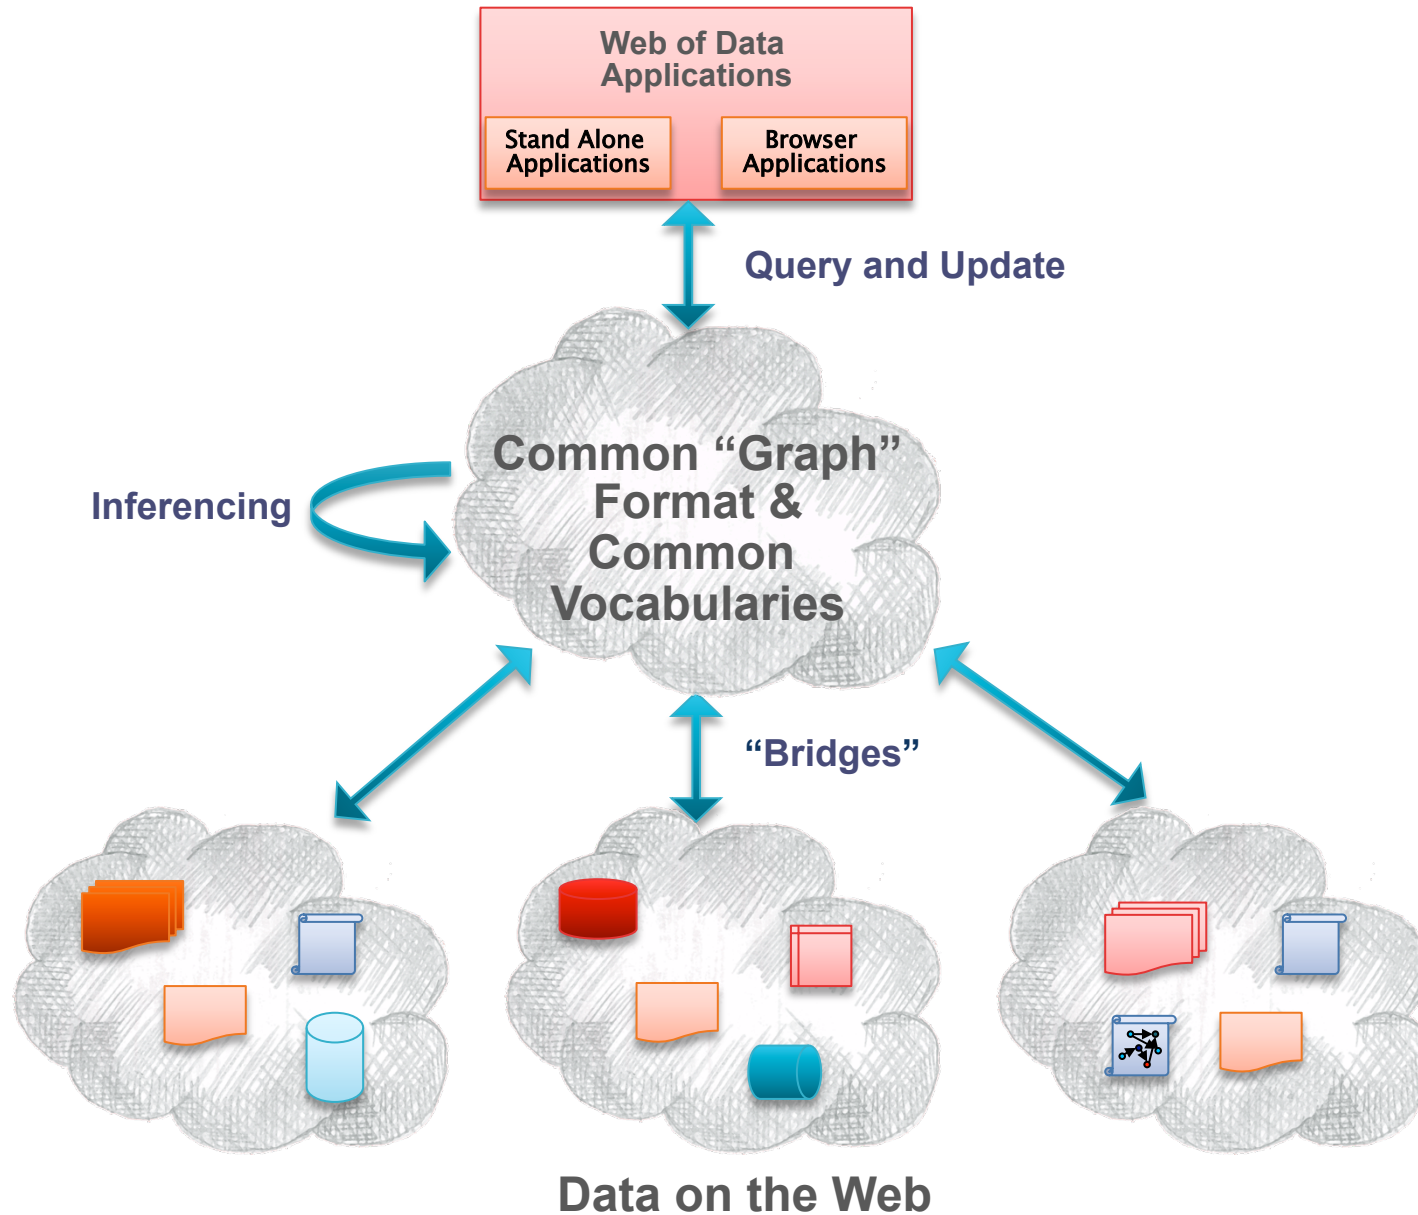 Web of Data
Applications
Stand Alone
Applications
Browser
Applications
Query and Update
Common “Graph”
Format &
Common
Vocabularies
Inferencing
“Bridges”
Data on the Web